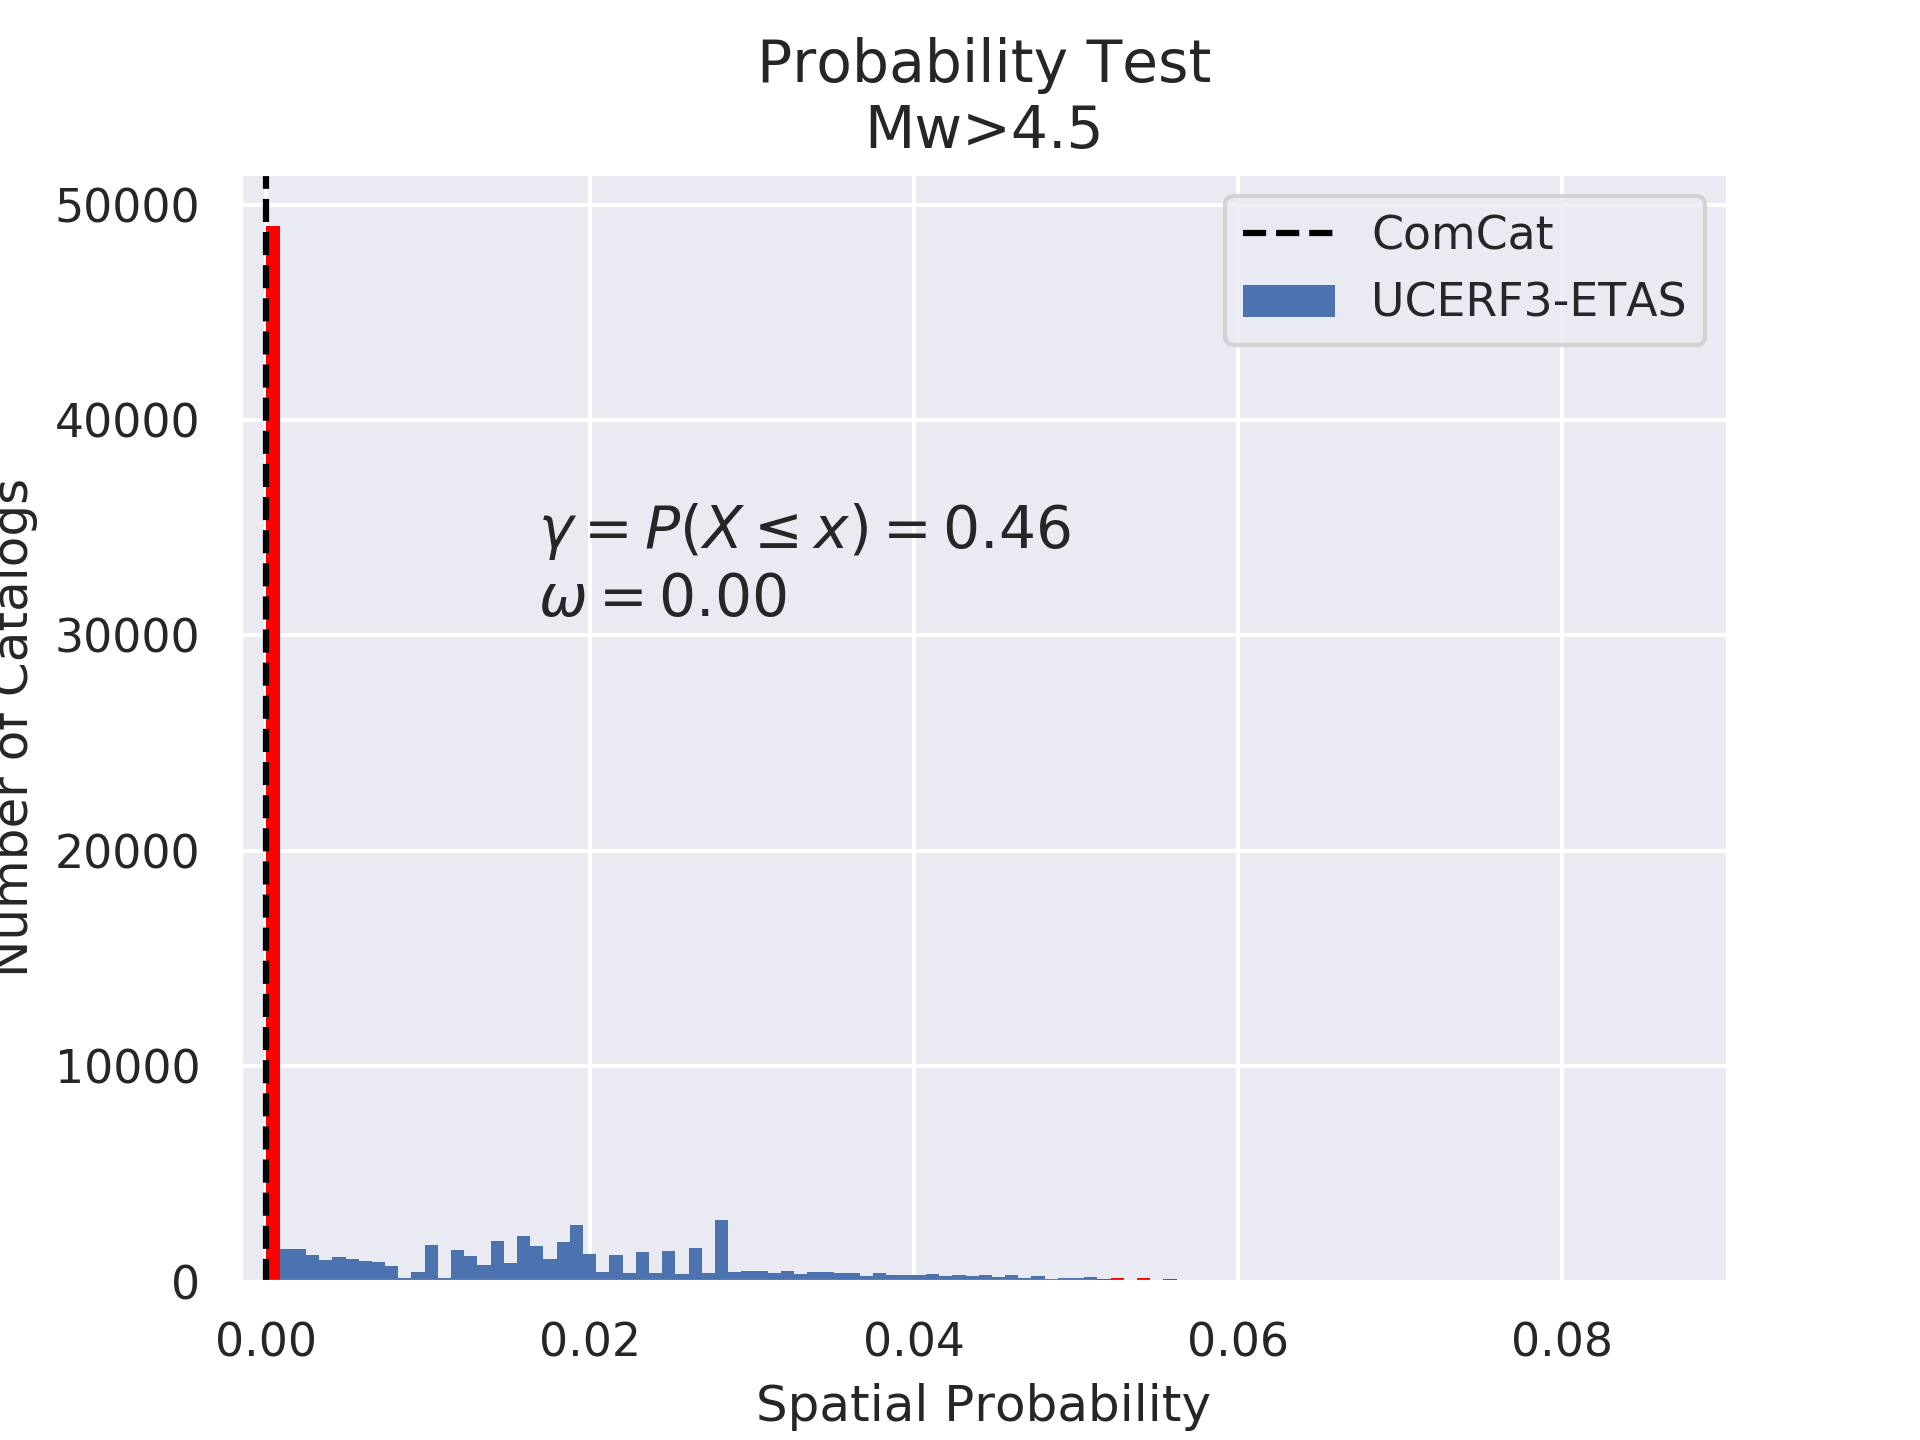 Probability Test
Mw>4.5
50000
40000
30000
20000
10000
0
Number of Catalogs
ComCat
UCERF3-ETAS
γ = P(X ≤ x) = 0.46
ω = 0.00
0.00 0.02 0.04 0.06 0.08
Spatial Probability